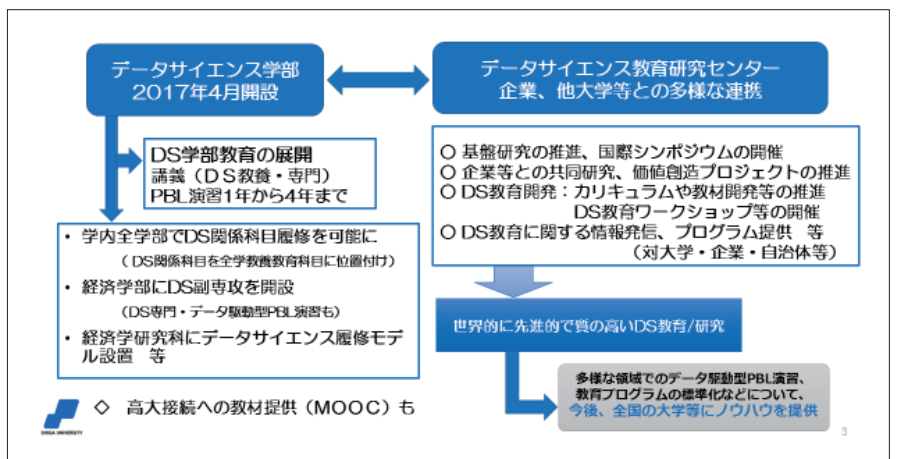 データサイエンス学部
2017年4月開設
データサイエンス教育研究センター
企業、他大学等との多様な連携
DS学部教育の展開
講義（DS教養・専門）
PBL演習1年から4年まで
・ 学内全学部でDS関係科目履修を可能に
（DS関係科目を全学教養教育科目に位置付け）
・ 経済学部にDS副専攻を開設
（DS専門・データ駆動型PBL演習も）
・ 経済学研究科にデータサイエンス履修モデ
ル設置　等
◇　高大接続への教材提供（MOOC）も
○ 基盤研究の推進、国際シンポジウムの開催
○ 企業等との共同研究、価値創造プロジェクトの推進
○ DS教育開発：カリキュラムや教材開発等の推進
DS教育ワークショップ等の開催
○ DS教育に関する情報発信、プログラム提供　等
（対大学・企業・自治体等）
世界的に先進的で質の高いDS教育/研究
多様な領域でのデータ駆動型PBL演習、
教育プログラムの標準化などについて、
今後、全国の大学等にノウハウを提供
SHIGA UNIVERSITY
3